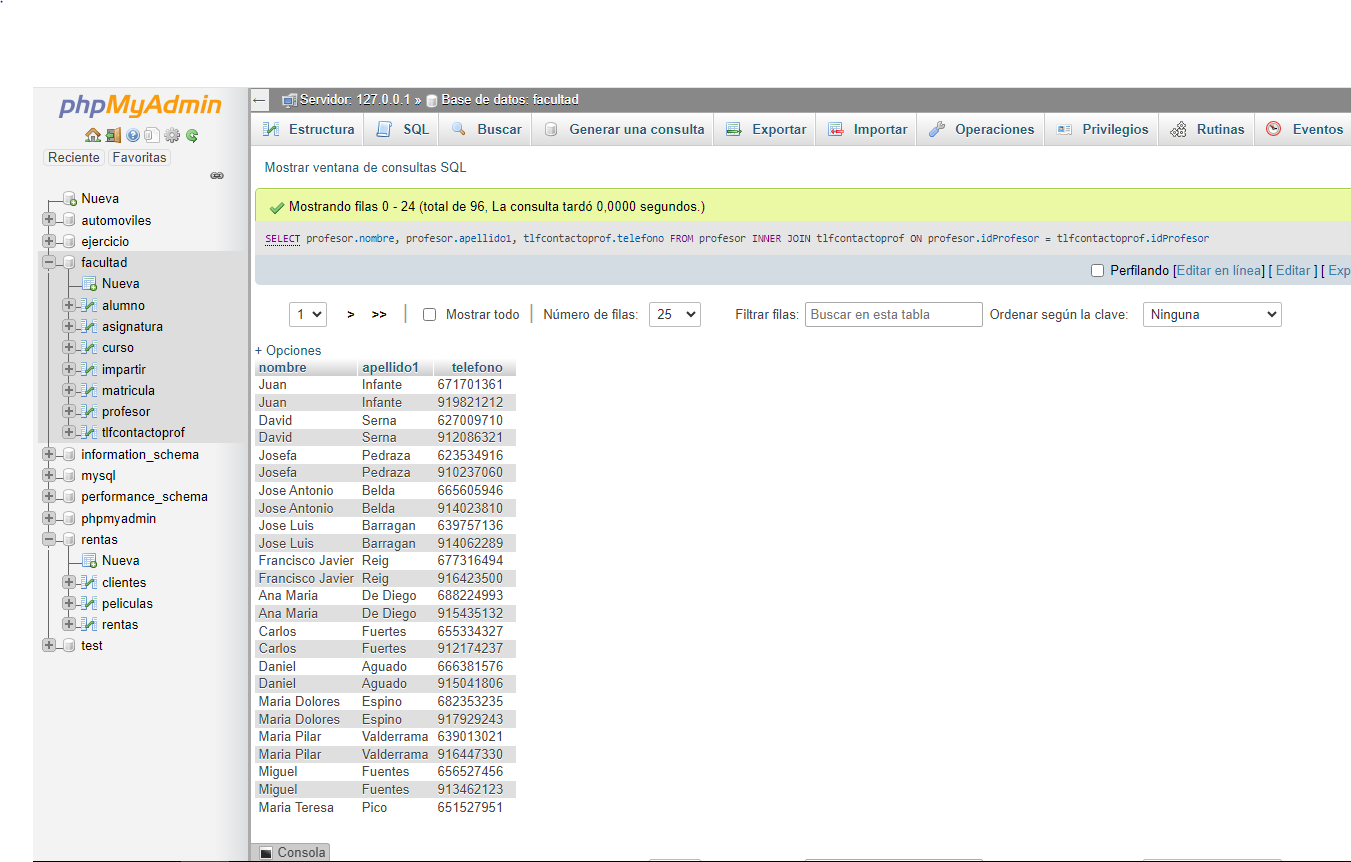 phpMyAdmin
Reciente Favoritas
Nueva
automoviles
ejercicio
facultad
Nueva
alumno
asignatura
curso
impartir
matricula
profesor
tlfcontactoprof
information_schema
mysql
performance_schema
phpmyadmin
rentas
Nueva
clientes
peliculas
rentas
test
← Servidor: 127.0.0.1 » Base de datos: facultad
Estructura SQL Buscar Generar una consulta Exportar Importar Operaciones Privilegios Rutinas Eventos
Mostrar ventana de consultas SQL
Mostrando filas 0 - 24 (total de 96, La consulta tardó 0,0000 segundos.)
SELECT profesor.nombre, profesor.apellido1, tlfcontactoprof.telefono FROM profesor INNER JOIN tlfcontactoprof ON profesor.idProfesor = tlfcontactoprof.idProfesor
Perfilando [Editar en línea] [ Editar ] [ Exp
1 > >> | Mostrar todo | Número de filas: 25 Filtrar filas: Buscar en esta tabla Ordenar según la clave: Ninguna
+ Opciones
nombre apellido1 telefono
Juan Infante 671701361
Juan Infante 919821212
David Serna 627009710
David Serna 912086321
Josefa Pedraza 623534916
Josefa Pedraza 910237060
Jose Antonio Belda 665605946
Jose Antonio Belda 914023810
Jose Luis Barragan 639757136
Jose Luis Barragan 914062289
Francisco Javier Reig 677316494
Francisco Javier Reig 916423500
Ana Maria De Diego 688224993
Ana Maria De Diego 915435132
Carlos Fuertes 655334327
Carlos Fuertes 912174237
Daniel Aguado 666381576
Daniel Aguado 915041806
Maria Dolores Espino 682353235
Maria Dolores Espino 917929243
Maria Pilar Valderrama 639013021
Maria Pilar Valderrama 916447330
Miguel Fuentes 656527456
Miguel Fuentes 913462123
Maria Teresa Pico 651527951
Consola